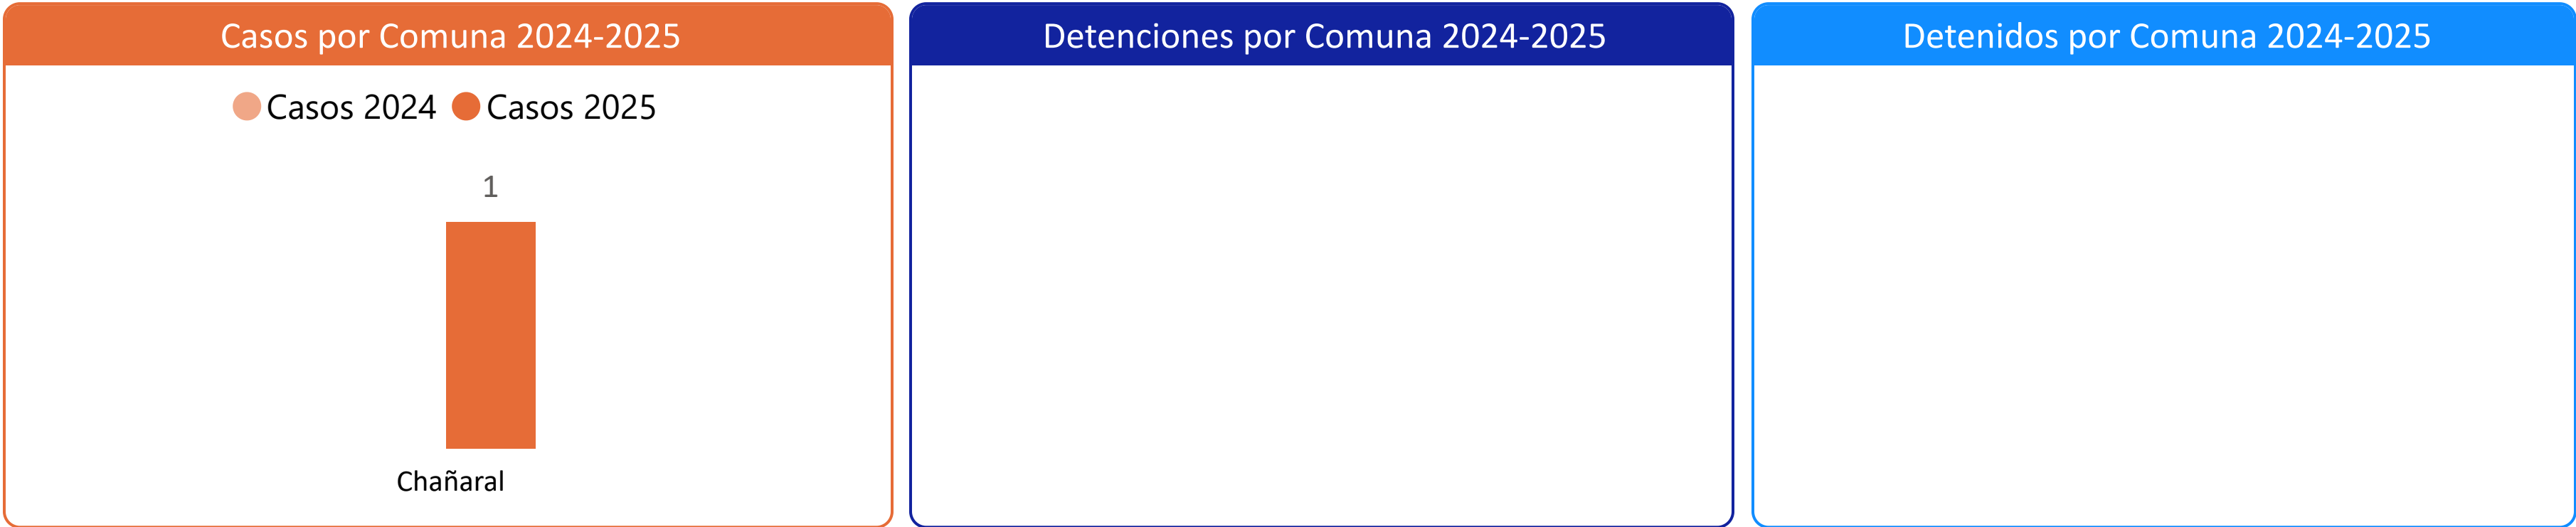 Casos por Comuna 2024-2025
Casos 2024 Casos 2025
1
Chañaral
Detenciones por Comuna 2024-2025
Detenidos por Comuna 2024-2025